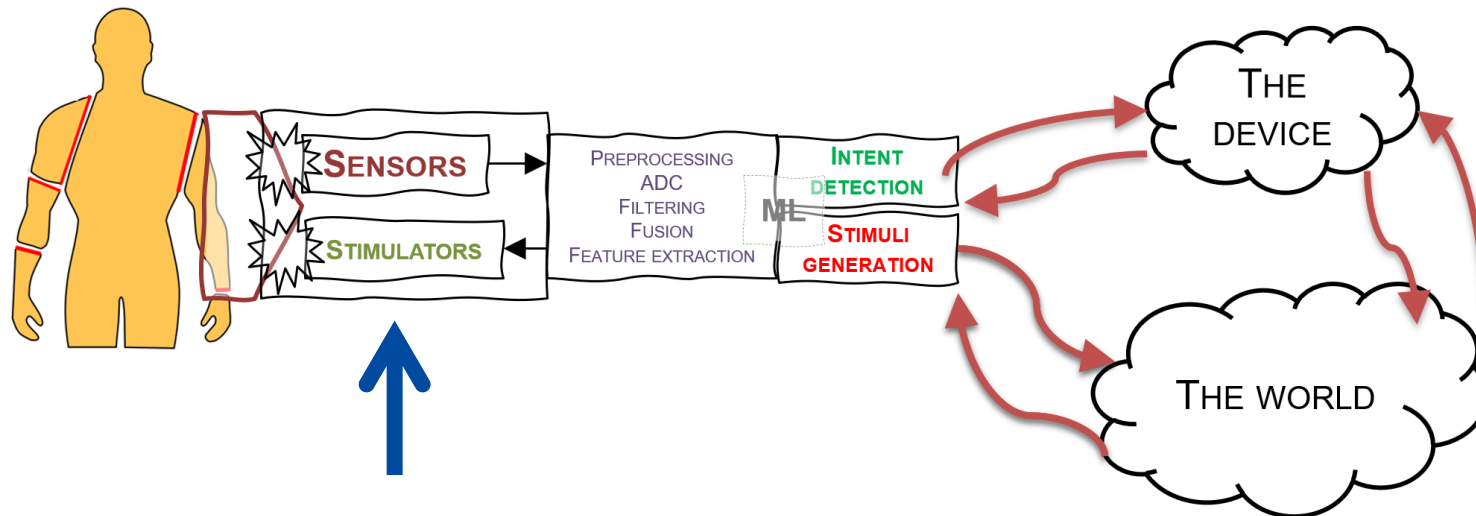 SENSORS
STIMULATORS
PREPROCESSING
ADC
FILTERING
FUSION
FEATURE EXTRACTION
ML
INTENT
DETECTION
STIMULI
GENERATION
THE
DEVICE
THE WORLD